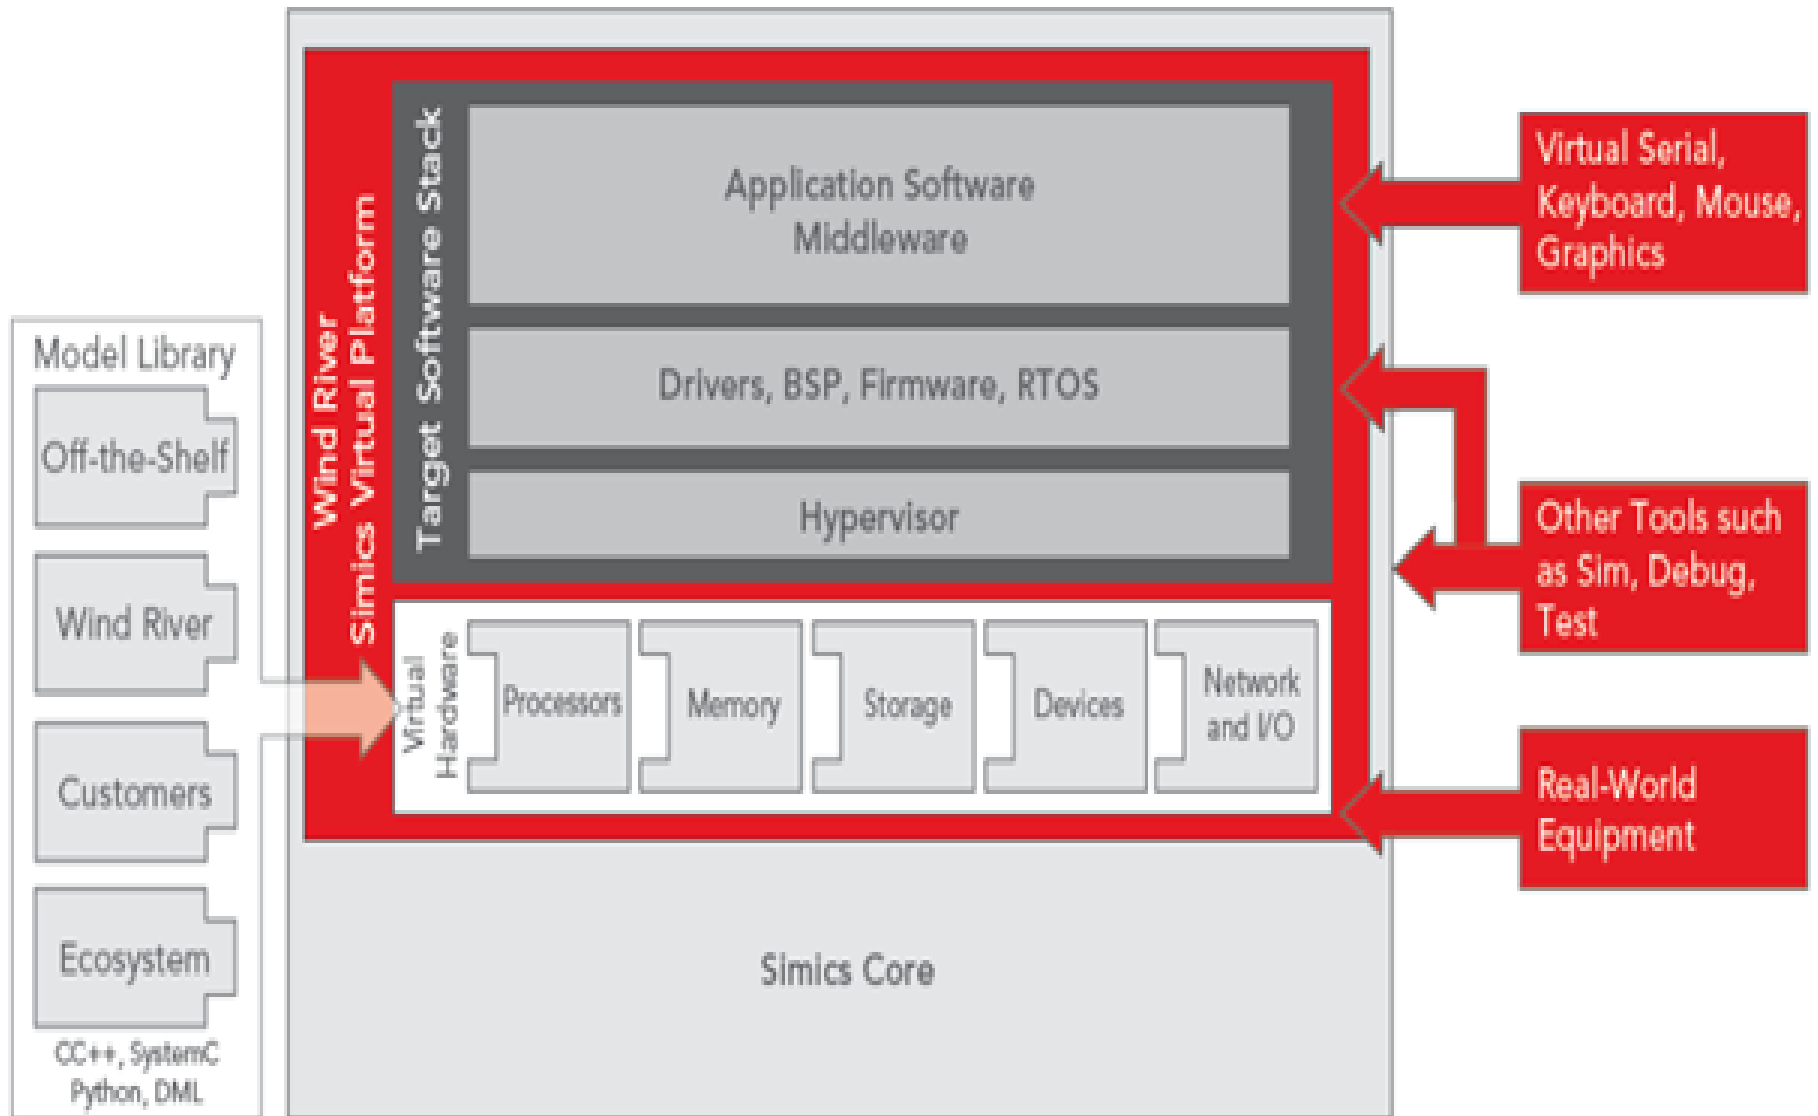 Model Library
Off-the-Shelf
Wind River
Customers
Ecosystem
CC++, SystemC
Python, DML
Wind River
Simics Virtual Platform
Target Software Stack
Application Software
Middleware
Drivers, BSP, Firmware, RTOS
Hypervisor
Virtual
Hardware
Processors
Memory
Storage
Devices
Network
and I/O
Simics Core
Virtual Serial,
Keyboard, Mouse,
Graphics
Other Tools such
as Sim, Debug,
Test
Real-World
Equipment